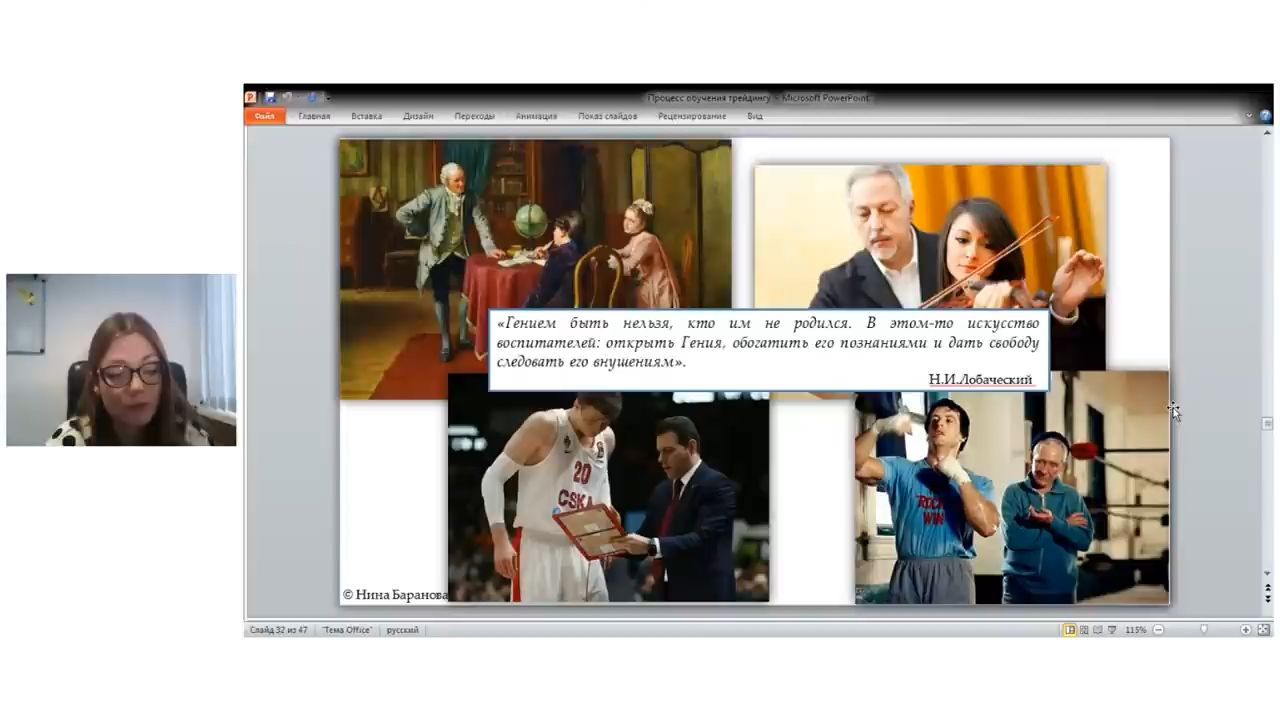 Процесс обучения трейдингу - Microsoft PowerPoint
Файл Главная Вставка Дизайн Переходы Анимация Показ слайдов Рецензирование Вид
«Гением быть нельзя, кто им не родился. В этом-то искусство
воспитателей: открыть Гения, обогатить его познаниями и дать свободу
следовать его внушениям».
Н.И.Лобаческий
20
CSKA
© Нина Баранова
Слайд 32 из 47 "Тема Office" русский 115%